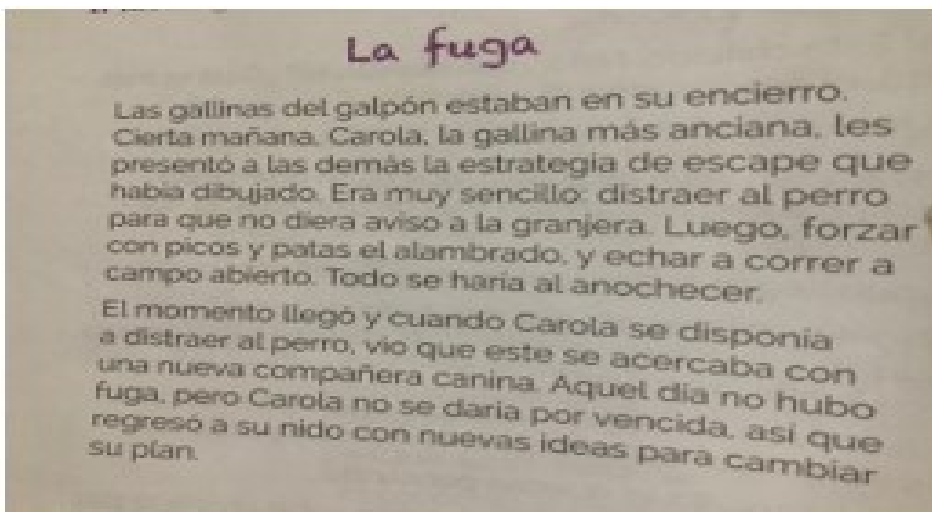 La fuga
Las gallinas del galpón estaban en su encierro.
Cierta mañana, Carola, la gallina más anciana, les
presentó a las demás la estrategia de escape que
había dibujado. Era muy sencillo: distraer al perro
para que no diera aviso a la granjera. Luego, forzar
con picos y patas el alambrado, y echar a correr a
campo abierto. Todo se haría al anochecer.
El momento llegó y cuando Carola se disponía
a distraer al perro, vio que este se acercaba con
una nueva compañera canina. Aquel día no hubo
fuga, pero Carola no se daría por vencida, así que
regresó a su nido con nuevas ideas para cambiar
su plan.